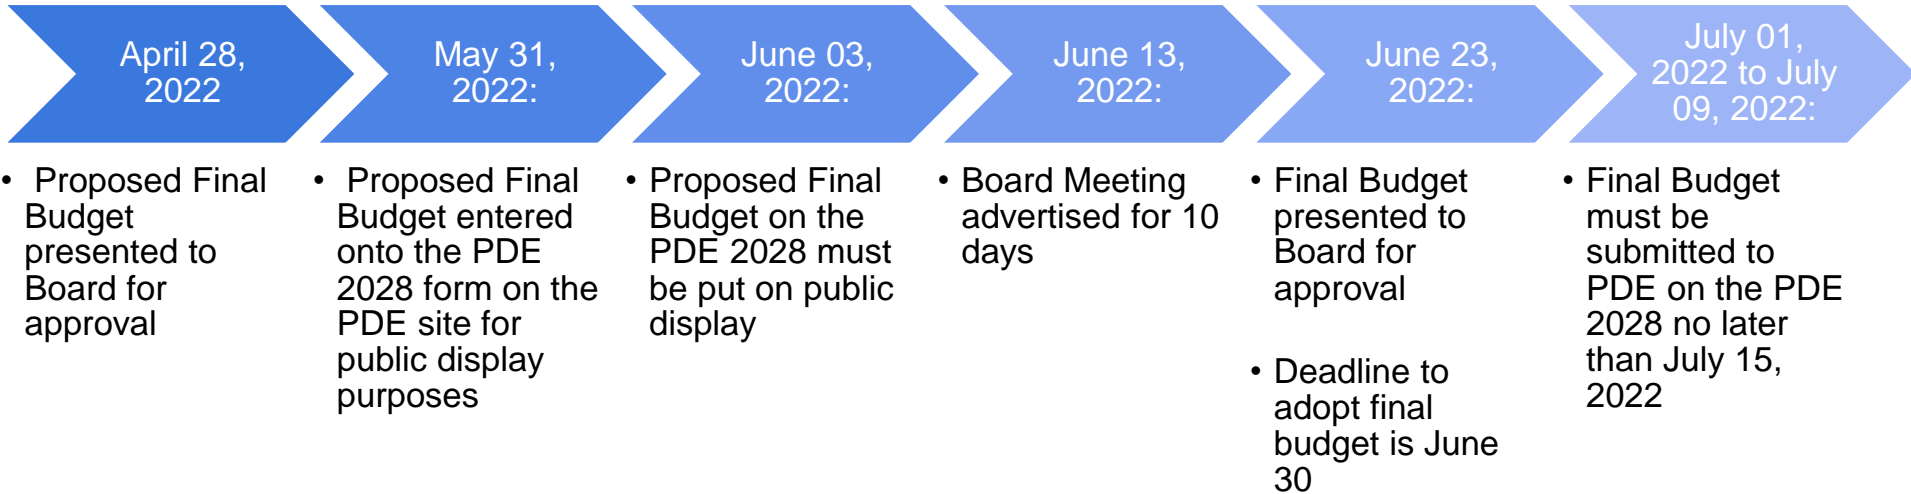 April 28,
2022
• Proposed Final
Budget
presented to
Board for
approval
May 31,
2022:
• Proposed Final
Budget entered
onto the PDE
2028 form on the
PDE site for
public display
purposes
June 03,
2022:
• Proposed Final
Budget on the
PDE 2028 must
be put on public
display
June 13,
2022:
• Board Meeting
advertised for 10
days
June 23,
2022:
• Final Budget
presented to
Board for
approval
• Deadline to
adopt final
budget is June
30
July 01,
2022 to July
09, 2022:
• Final Budget
must be
submitted to
PDE on the PDE
2028 no later
than July 15,
2022